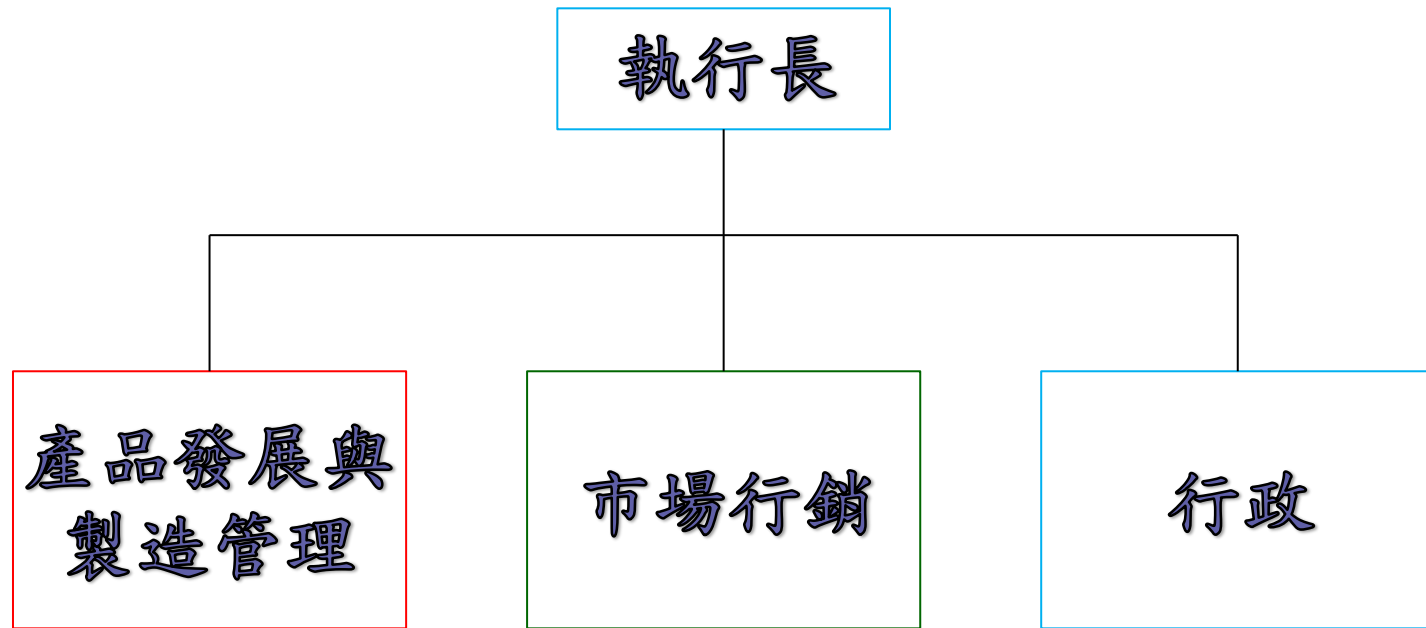 執行長
產品發展與
製造管理
市場行銷
行政